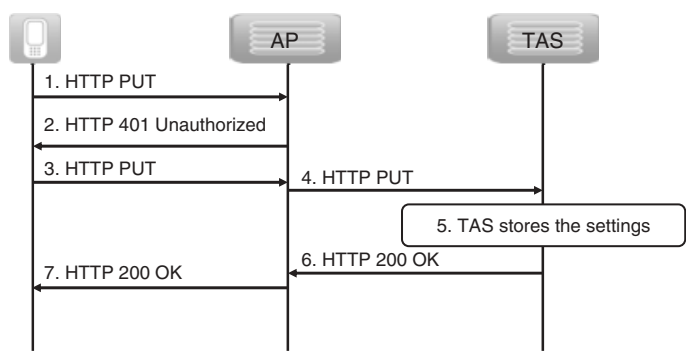 AP
TAS
1. HTTP PUT
2. HTTP 401 Unauthorized
3. HTTP PUT
4. HTTP PUT
5. TAS stores the settings
6. HTTP 200 OK
7. HTTP 200 OK